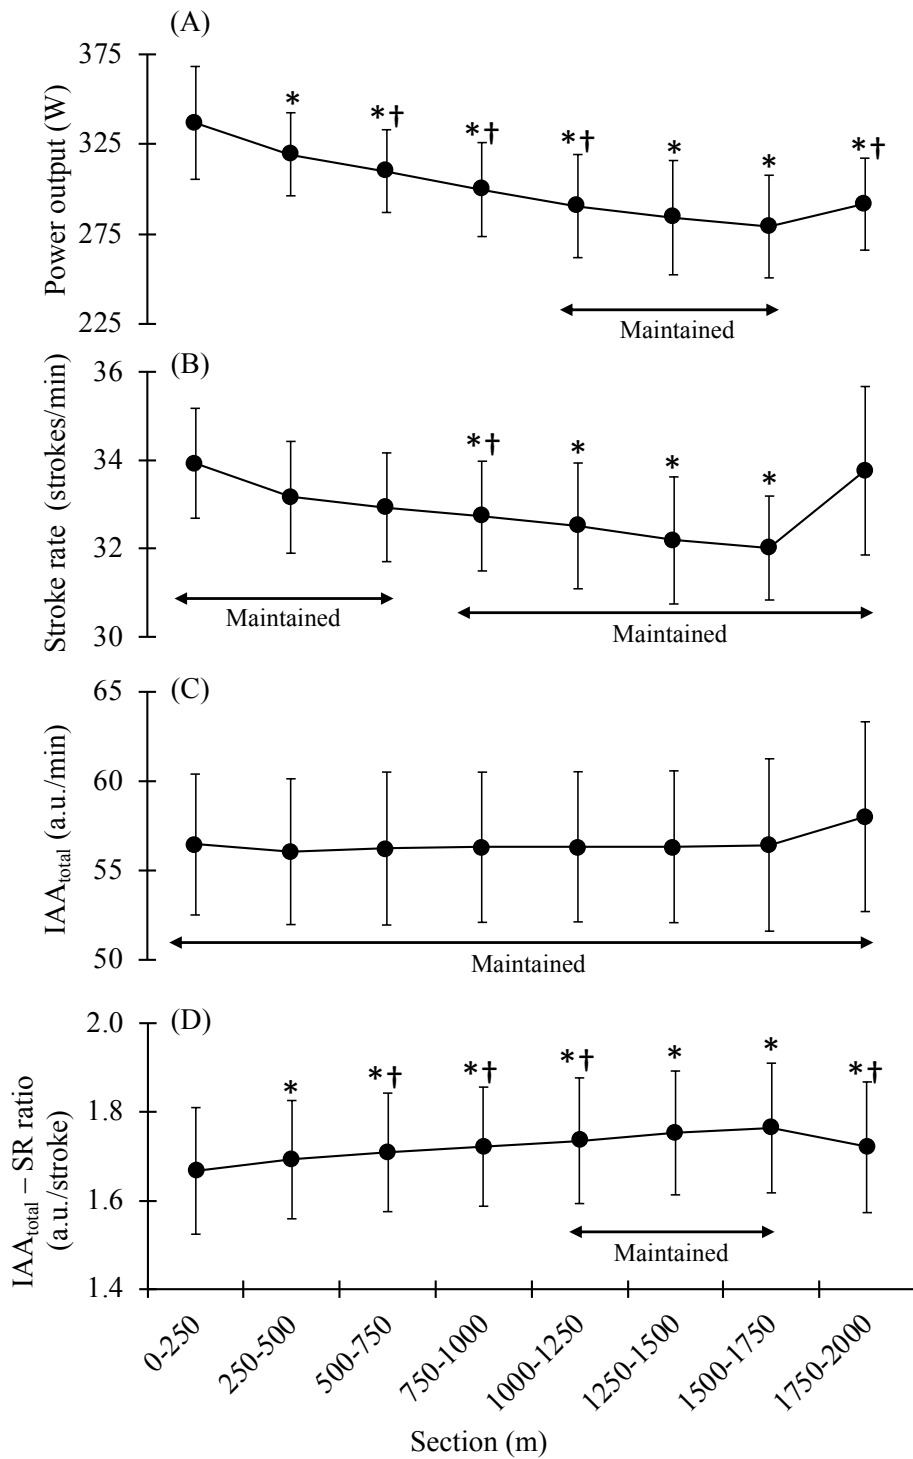 (A)
Power output (W)
375
325
275
225
*
*†
*†
*†
*
*
*†
Maintained
(B)
Stroke rate (strokes/min)
36
34
32
30
*†
*
*
*
Maintained
Maintained
(C)
IAAtotal (a.u./min)
65
60
55
50
Maintained
(D)
IAAtotal – SR ratio
(a.u./stroke)
2.0
1.8
1.6
1.4
*
*†
*†
*†
*
*
*†
Maintained
0-250
250-500
500-750
750-1000
1000-1250
1250-1500
1500-1750
1750-2000
Section (m)